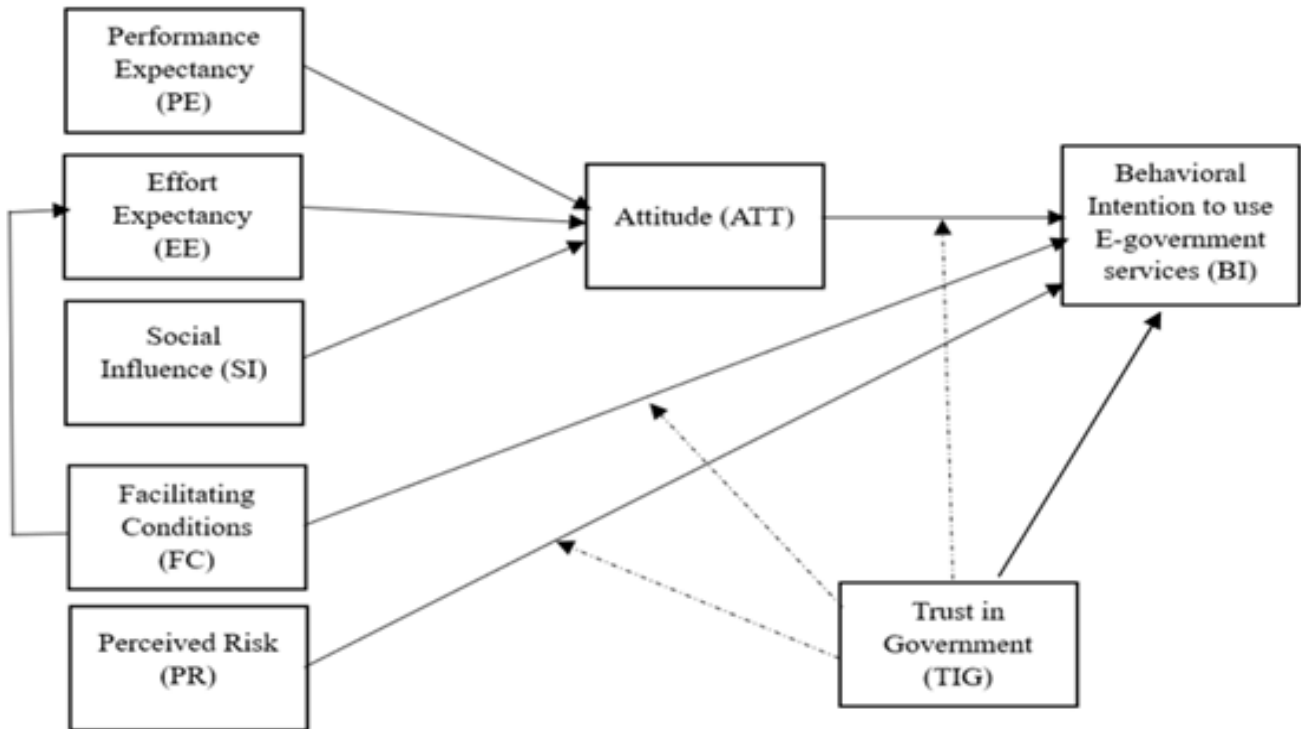 Performance
Expectancy
(PE)
Effort
Expectancy
(EE)
Social
Influence (SI)
Facilitating
Conditions
(FC)
Perceived Risk
(PR)
Attitude (ATT)
Behavioral
Intention to use
E-government
services (BI)
Trust in
Government
(TIG)